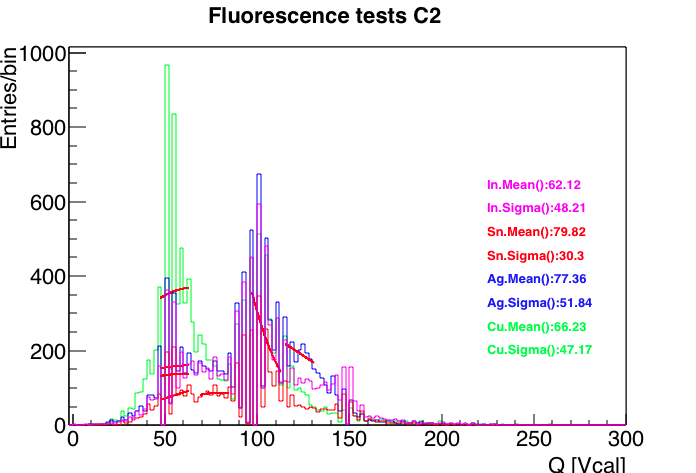 Fluorescence tests C2
Entries/bin
1000
800
600
400
200
0
In.Mean():62.12
In.Sigma():48.21
Sn.Mean():79.82
Sn.Sigma():30.3
Ag.Mean():77.36
Ag.Sigma():51.84
Cu.Mean():66.23
Cu.Sigma():47.17
0 50 100 150 200 250 300
Q [Vcal]